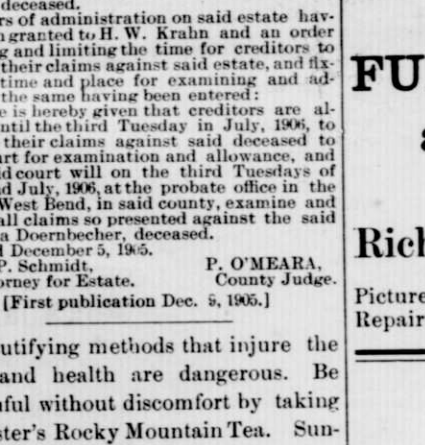 deceased.
rs of administration on said estate hav-
granted to H. W. Krahn and an order
g and limiting the time for creditors to
their claims against said estate, and fix-
time and place for examining and ad-
the same having been entered:
e is hereby given that creditors are al-
ntil the third Tuesday in July, 1906, to
their claims against said deceased to
rt for examination and allowance, and
d court will on the third Tuesdays of
d July, 1906, at the probate office in the
West Bend, in said county, examine and
all claims so presented against the said
a Doernbecher, deceased.
l December 5, 1905.
P. Schmidt, P. O'MEARA,
orney for Estate. County Judge.
[First publication Dec. 9, 1905.]
utifying methods that injure the
and health are dangerous. Be
ful without discomfort by taking
ster's Rocky Mountain Tea. Sun-
FU
Rich
Picture
Repair